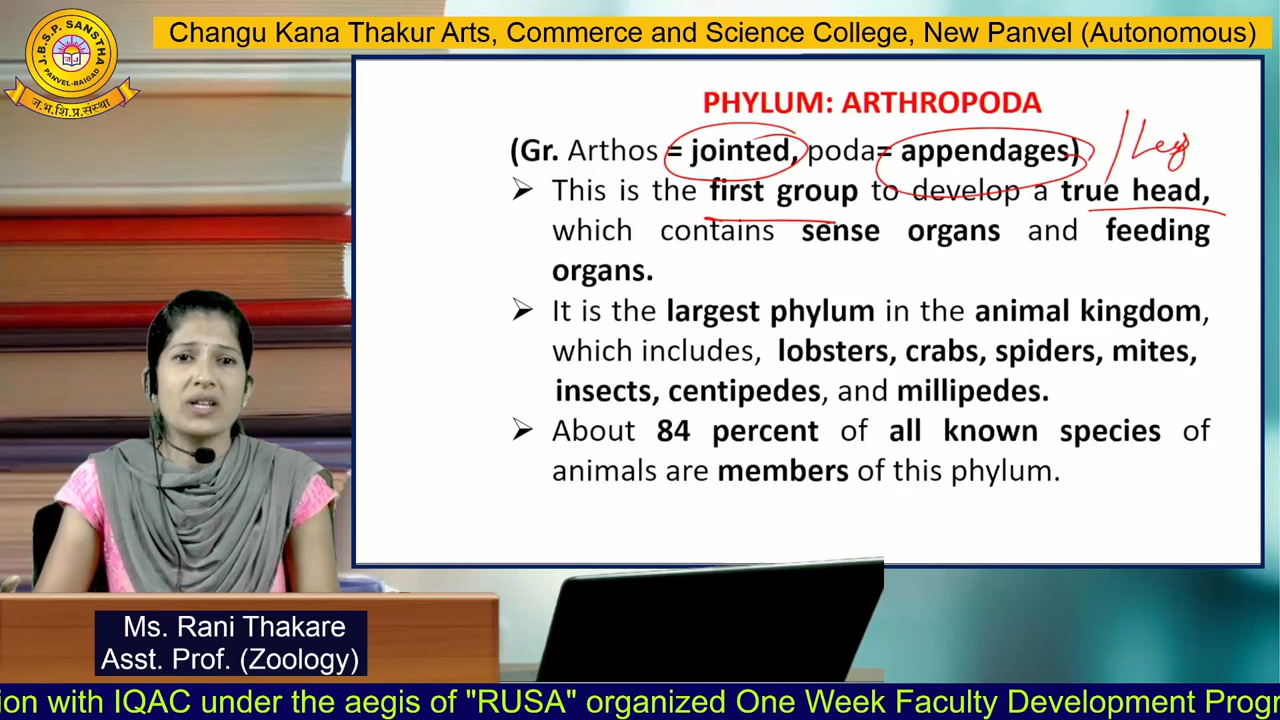 J. B. S. P. SANSTHA
PANVEL-RAIGAD
ज.भ.शि.प्र.संस्था
Changu Kana Thakur Arts, Commerce and Science College, New Panvel (Autonomous)
PHYLUM: ARTHROPODA
(Gr. Arthos = jointed, poda= appendages) / Leg
➢ This is the first group to develop a true head,
which contains sense organs and feeding
organs.
➢ It is the largest phylum in the animal kingdom,
which includes, lobsters, crabs, spiders, mites,
insects, centipedes, and millipedes.
➢ About 84 percent of all known species of
animals are members of this phylum.
Ms. Rani Thakare
Asst. Prof. (Zoology)
ion with IQAC under the aegis of "RUSA" organized One Week Faculty Development Progr